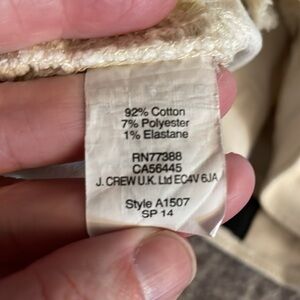 92% Cotton
7% Polyester
1% Elastane
RN77388
CA56445
J. CREW U.K. Ltd EC4V 6JA
Style A1507
SP 14